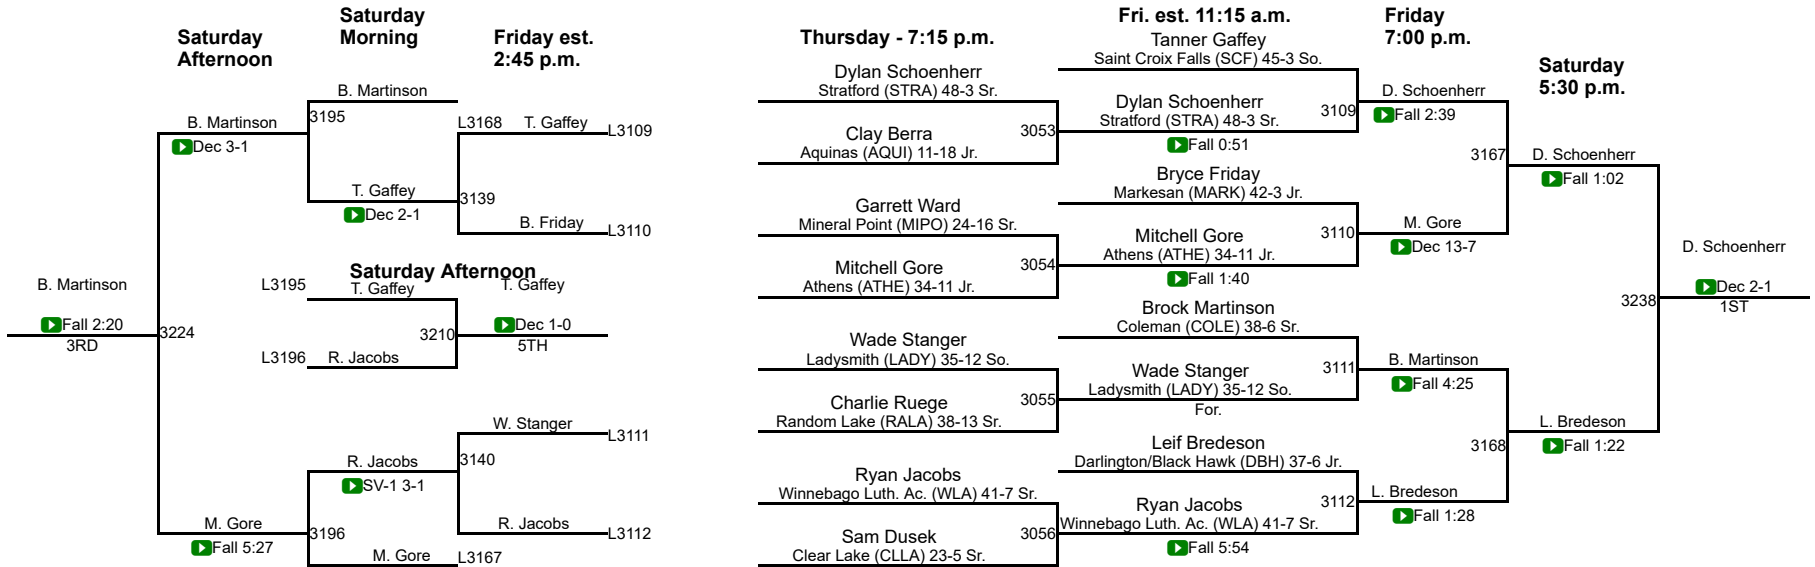 Saturday
Afternoon
Saturday
Morning
Friday est.
2:45 p.m.
B. Martinson
3195
B. Martinson
Dec 3-1
L3168
T. Gaffey
L3109
T. Gaffey
Dec 2-1
3139
B. Friday
L3110
B. Martinson
Fall 2:20
3RD
3224
Saturday Afternoon
L3195
T. Gaffey
T. Gaffey
3210
Dec 1-0
5TH
L3196
R. Jacobs
W. Stanger
L3111
3140
R. Jacobs
SV-1 3-1
M. Gore
Fall 5:27
3196
R. Jacobs
L3112
M. Gore
L3167
Thursday - 7:15 p.m.
Dylan Schoenherr
Stratford (STRA) 48-3 Sr.
3053
Clay Berra
Aquinas (AQUI) 11-18 Jr.
Garrett Ward
Mineral Point (MIPO) 24-16 Sr.
3054
Mitchell Gore
Athens (ATHE) 34-11 Jr.
Wade Stanger
Ladysmith (LADY) 35-12 So.
3055
Charlie Ruege
Random Lake (RALA) 38-13 Sr.
Ryan Jacobs
Winnebago Luth. Ac. (WLA) 41-7 Sr.
3056
Sam Dusek
Clear Lake (CLLA) 23-5 Sr.
Fri. est. 11:15 a.m.
Tanner Gaffey
Saint Croix Falls (SCF) 45-3 So.
3109
Dylan Schoenherr
Stratford (STRA) 48-3 Sr.
Fall 0:51
Bryce Friday
Markesan (MARK) 42-3 Jr.
3110
Mitchell Gore
Athens (ATHE) 34-11 Jr.
Fall 1:40
Brock Martinson
Coleman (COLE) 38-6 Sr.
3111
Wade Stanger
Ladysmith (LADY) 35-12 So.
For.
Leif Bredeson
Darlington/Black Hawk (DBH) 37-6 Jr.
3112
Ryan Jacobs
Winnebago Luth. Ac. (WLA) 41-7 Sr.
Fall 5:54
Friday
7:00 p.m.
D. Schoenherr
Fall 2:39
3167
M. Gore
Dec 13-7
B. Martinson
Fall 4:25
3168
L. Bredeson
Fall 1:28
Saturday
5:30 p.m.
D. Schoenherr
Fall 1:02
3238
L. Bredeson
Fall 1:22
D. Schoenherr
Dec 2-1
1ST